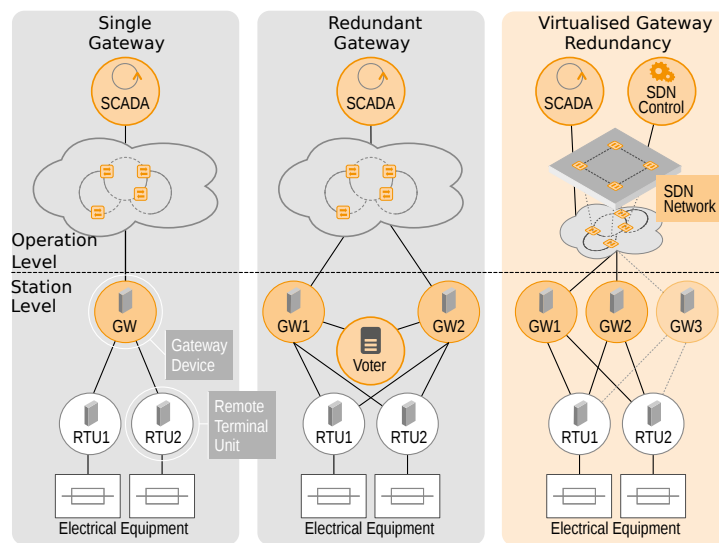 Single
Gateway
SCADA
Operation
Level
Station
Level
GW
Gateway
Device
RTU1
RTU2
Remote
Terminal
Unit
Electrical Equipment
Redundant
Gateway
SCADA
GW1
GW2
Voter
RTU1
RTU2
Electrical Equipment
Virtualised Gateway
Redundancy
SCADA
SDN
Control
SDN
Network
GW1
GW2
GW3
RTU1
RTU2
Electrical Equipment